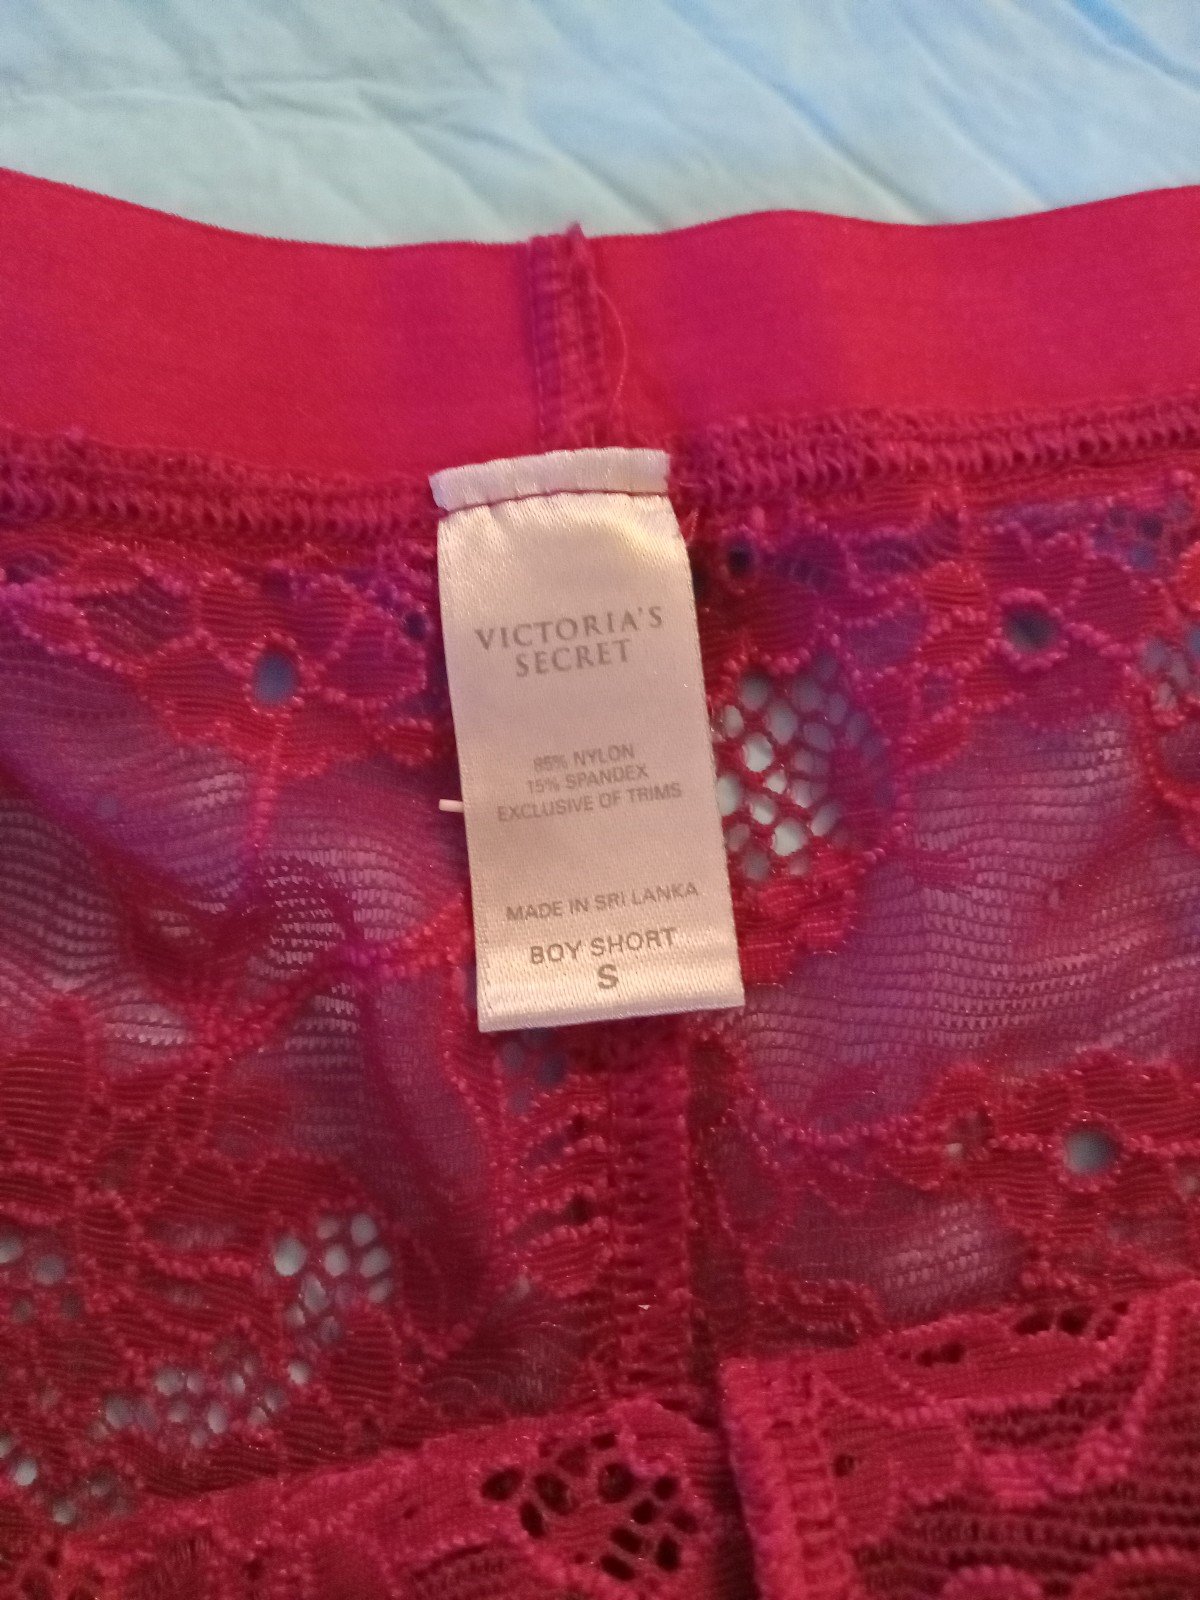 VICTORIA'S
SECRET
85% NYLON
15% SPANDEX
EXCLUSIVE OF TRIMS
MADE IN SRI LANKA
BOY SHORT
S